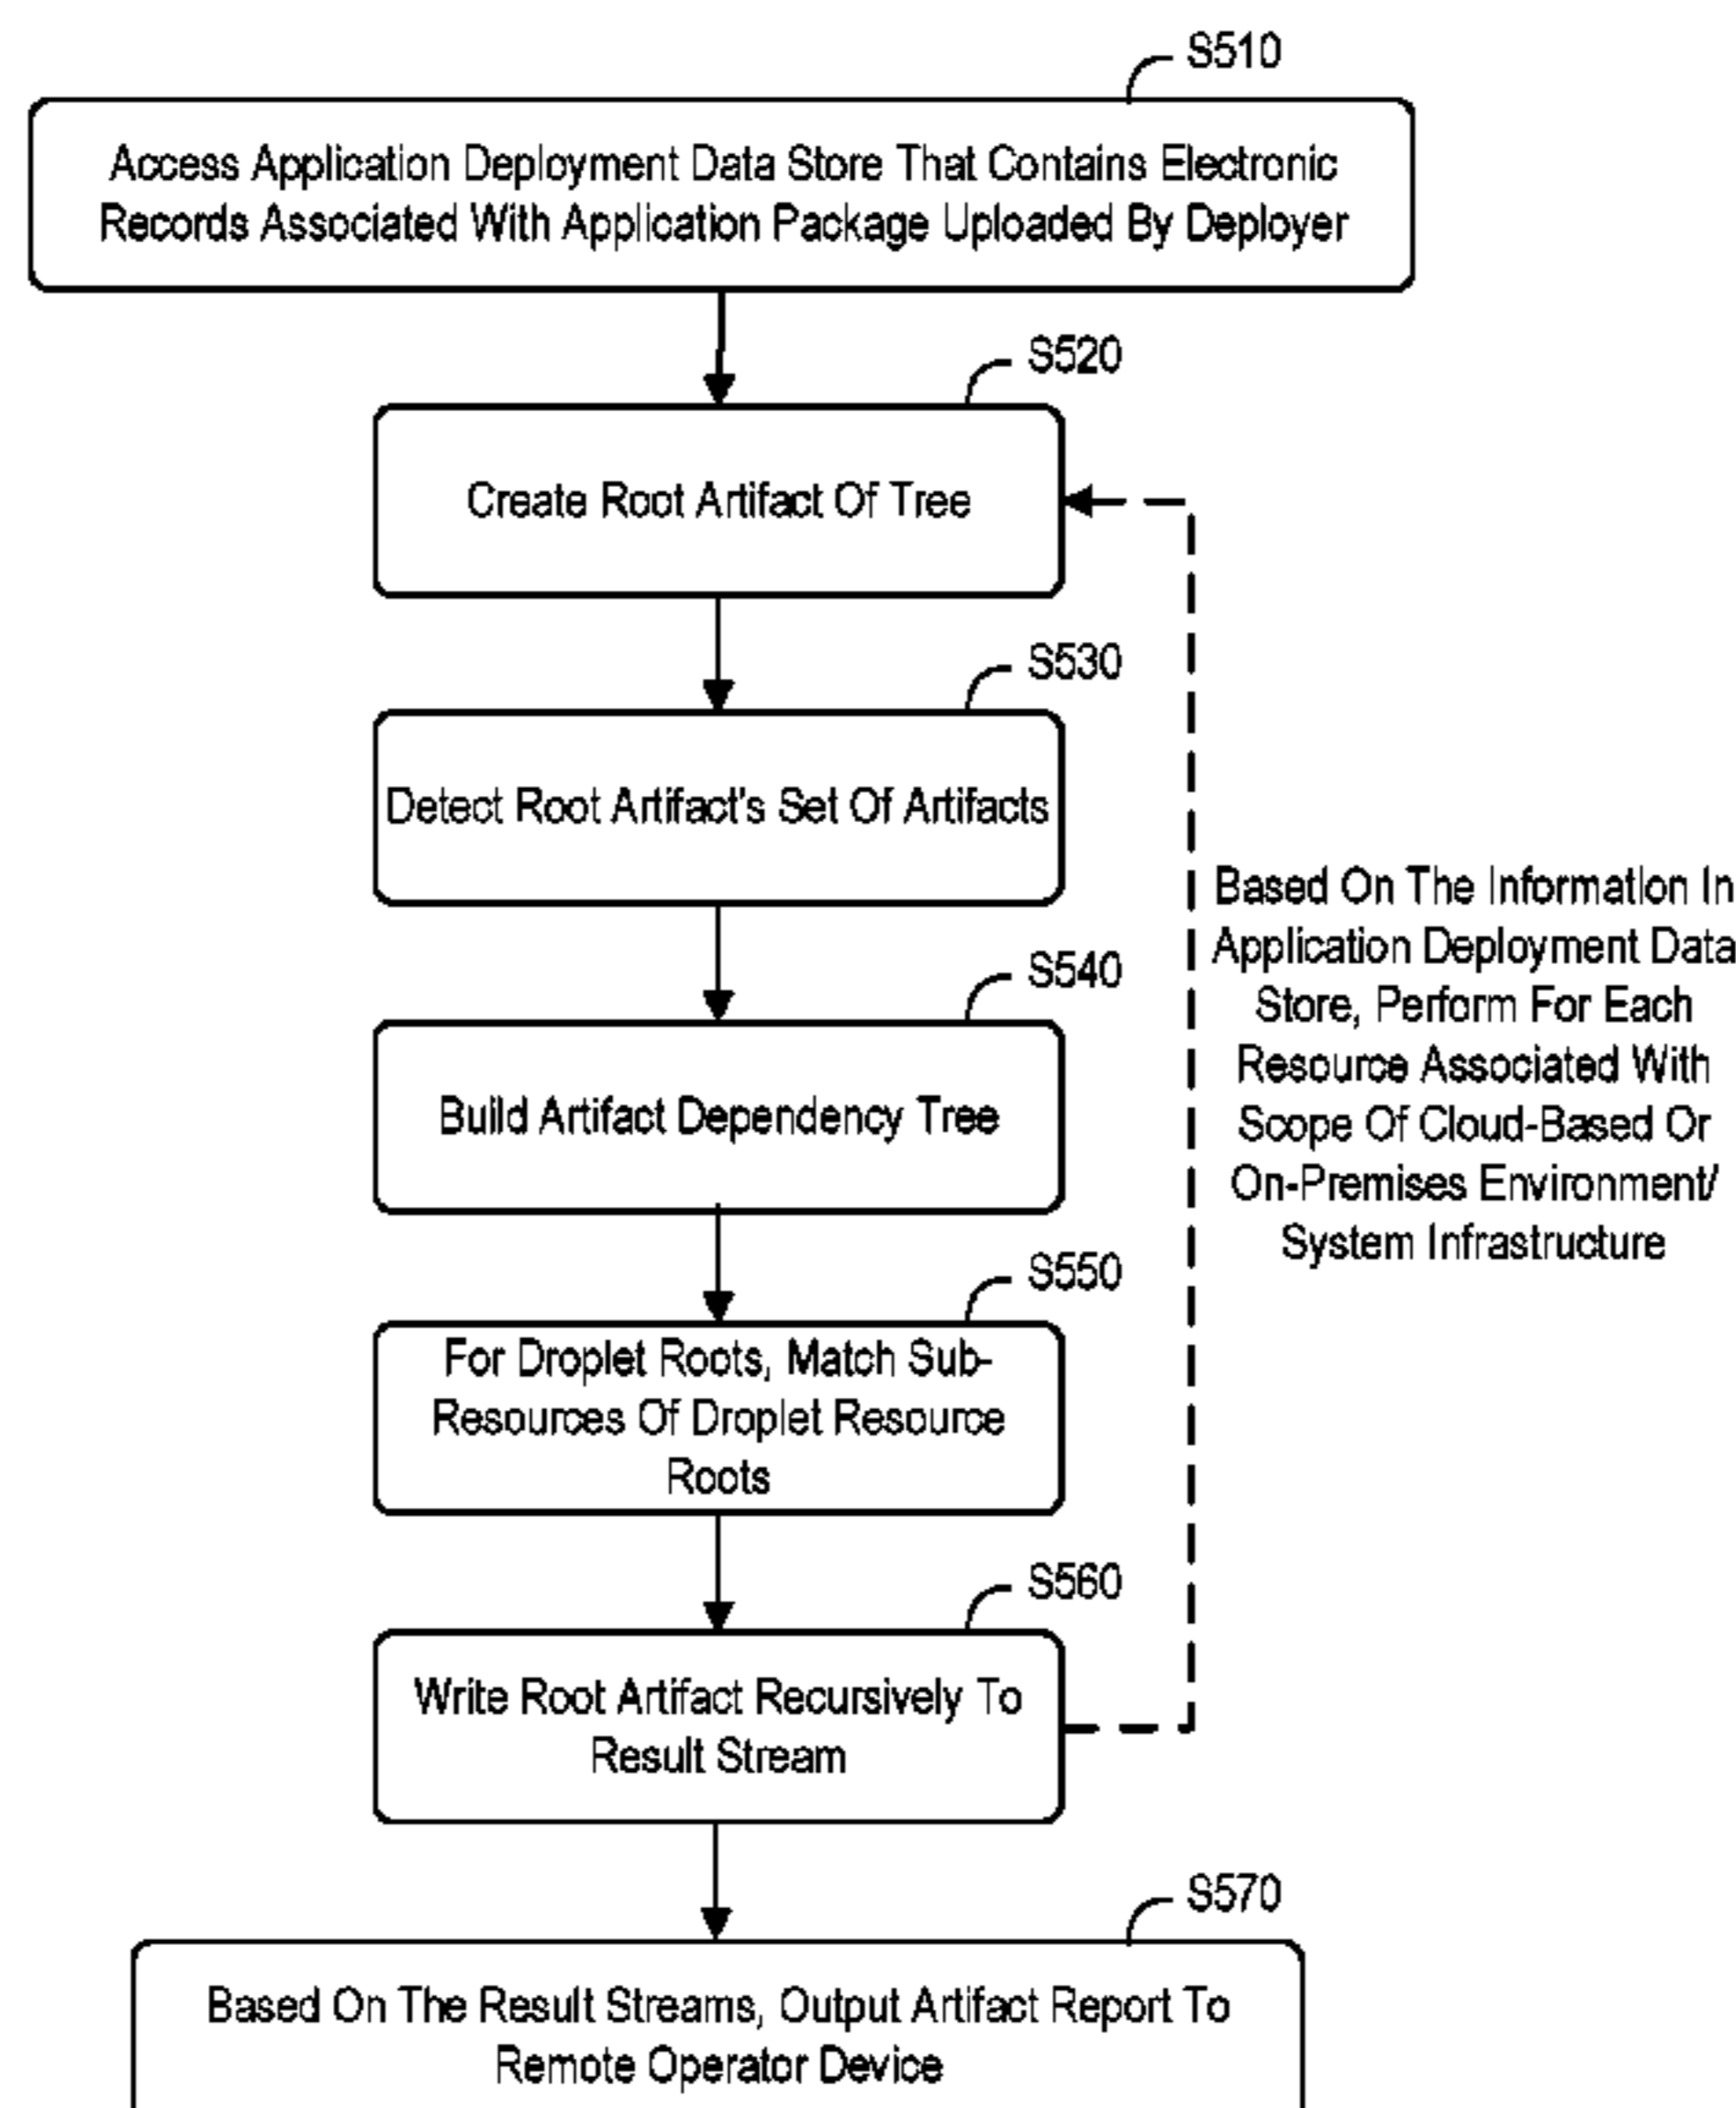 S510
Access Application Deployment Data Store That Contains Electronic
Records Associated With Application Package Uploaded By Deployer
S520
Create Root Artifact Of Tree
S530
Detect Root Artifact's Set Of Artifacts
Based On The Information In
Application Deployment Data
Store, Perform For Each
Resource Associated With
Scope Of Cloud-Based Or
On-Premises Environment/
System Infrastructure
S540
Build Artifact Dependency Tree
S550
For Droplet Roots, Match Sub-
Resources Of Droplet Resource
Roots
S560
Write Root Artifact Recursively To
Result Stream
S570
Based On The Result Streams, Output Artifact Report To
Remote Operator Device